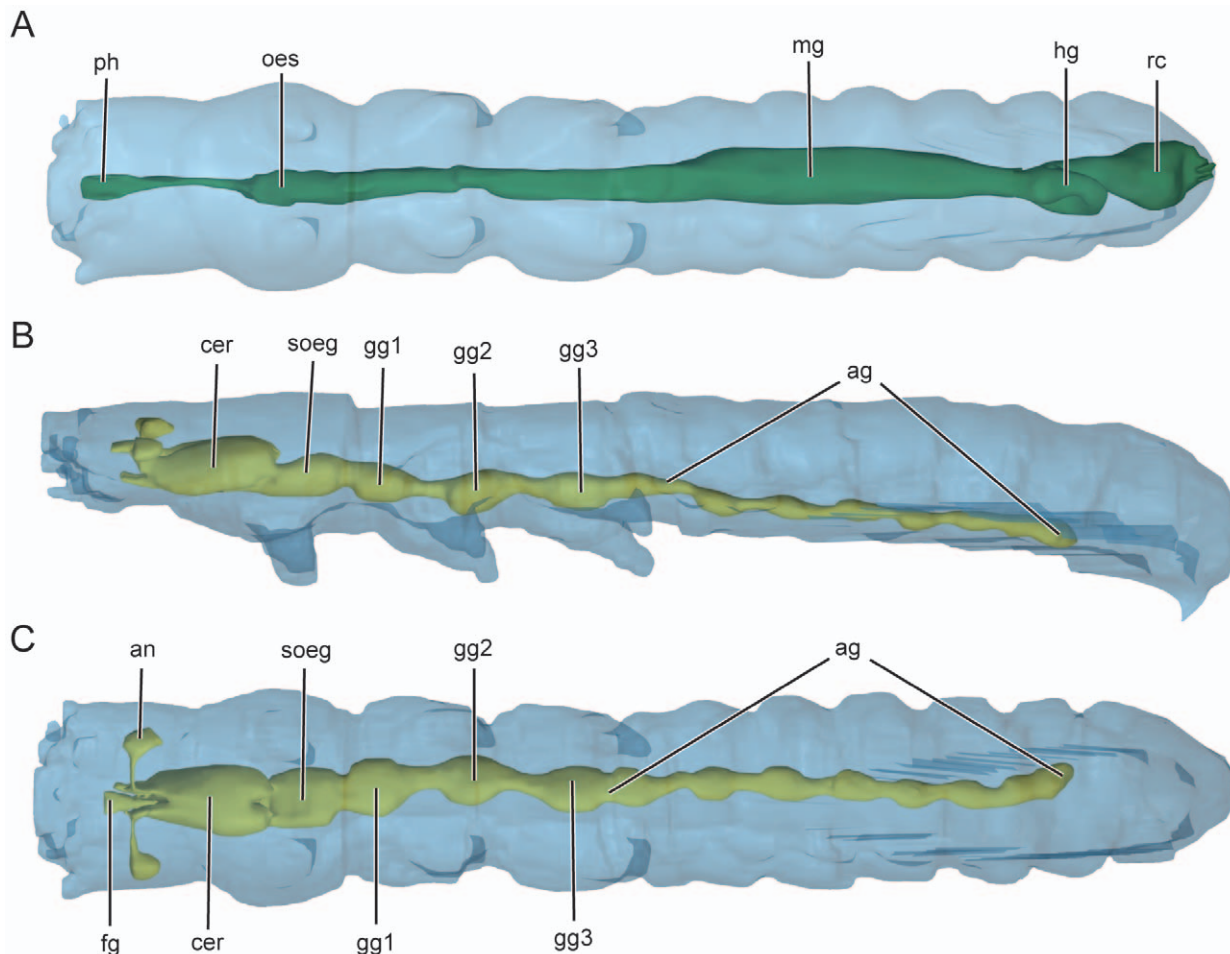 A
ph oes mg hg rc
B
cer soeg gg1 gg2 gg3 ag
C
an soeg gg2 ag
fg cer gg1 gg3